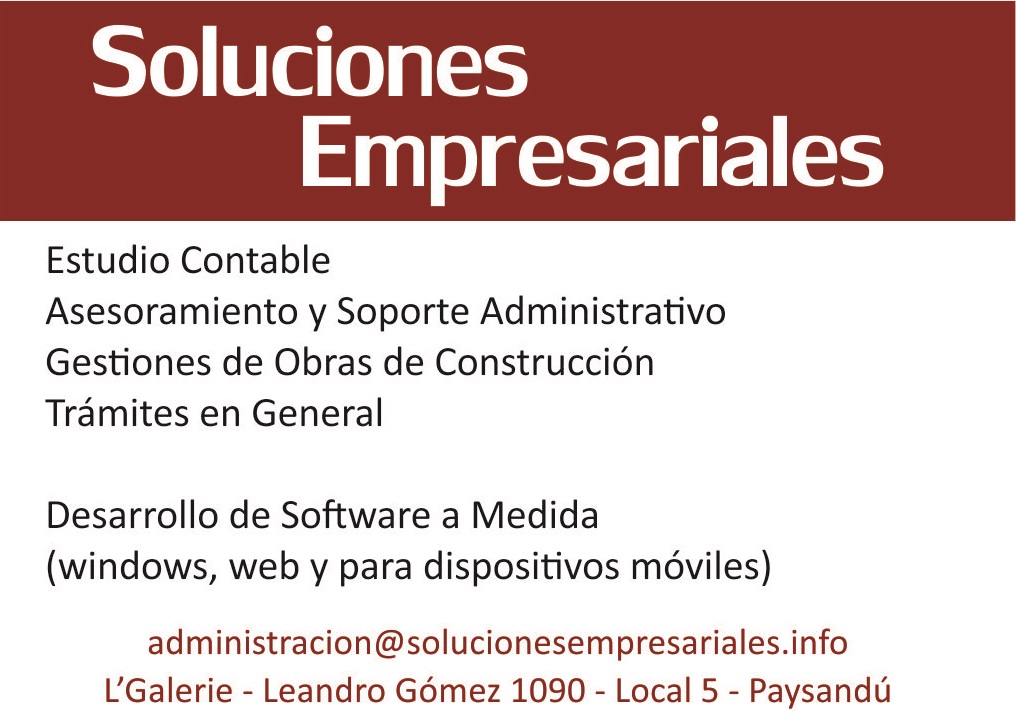 Soluciones
Empresariales
Estudio Contable
Asesoramiento y Soporte Administrativo
Gestiones de Obras de Construcción
Trámites en General
Desarrollo de Software a Medida
(windows, web y para dispositivos móviles)
administracion@solucionesempresariales.info
L’Galerie - Leandro Gómez 1090 - Local 5 - Paysandú